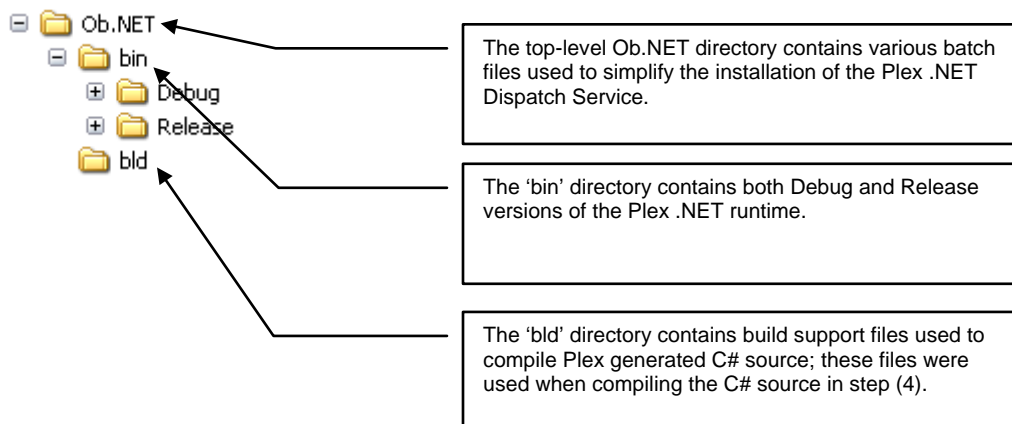 Ob.NET
bin
Debug
Release
bld
The top-level Ob.NET directory contains various batch
files used to simplify the installation of the Plex .NET
Dispatch Service.
The ‘bin’ directory contains both Debug and Release
versions of the Plex .NET runtime.
The ‘bld’ directory contains build support files used to
compile Plex generated C# source; these files were
used when compiling the C# source in step (4).